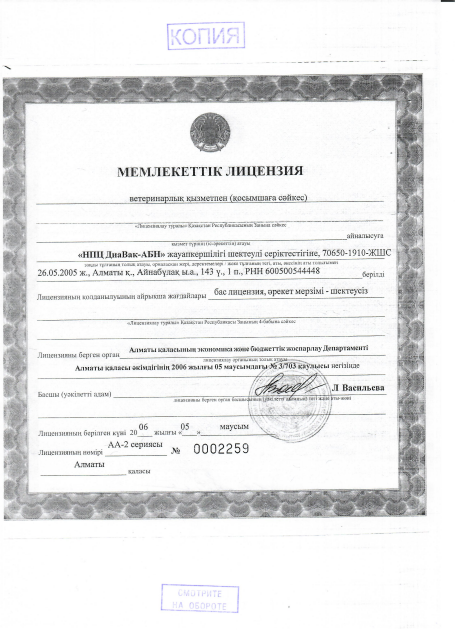 КОПИЯ
МЕМЛЕКЕТТІК ЛИЦЕНЗИЯ
ветеринарлық қызметпен (қосымшаға сәйкес)
«Лицензиялау туралы» Қазақстан Республикасының Заңына сәйкес
айналысуға
«НПЦ ДиаВак-АБН» жауапкершілігі шектеулі серіктестігіне, 70650-1910-ЖШС
26.05.2005 ж., Алматы қ., Айнабұлақ ы.а., 143 ү., 1 п., РНН 600500544448
берілді
Лицензияның қолданылуының айрықша жағдайлары бас лицензия, әрекет мерзімі - шектеусіз
«Лицензиялау туралы» Қазақстан Республикасы Заңының 4-бабына сәйкес
Лицензияны берген орган Алматы қаласының экономика және бюджеттік жоспарлау Департаменті
лицензиялау органының толық атауы
Алматы қаласы әкімдігінің 2006 жылғы 05 маусымдағы № 3/703 қаулысы негізінде
Басшы (уәкілетті адам) Л Васильева
Лицензияның берілген күні 20 06 жылғы « 05 » маусым
Лицензияның нөмірі АА-2 сериясы № 0002259
Алматы қаласы
СМОТРИТЕ
НА ОБОРОТЕ